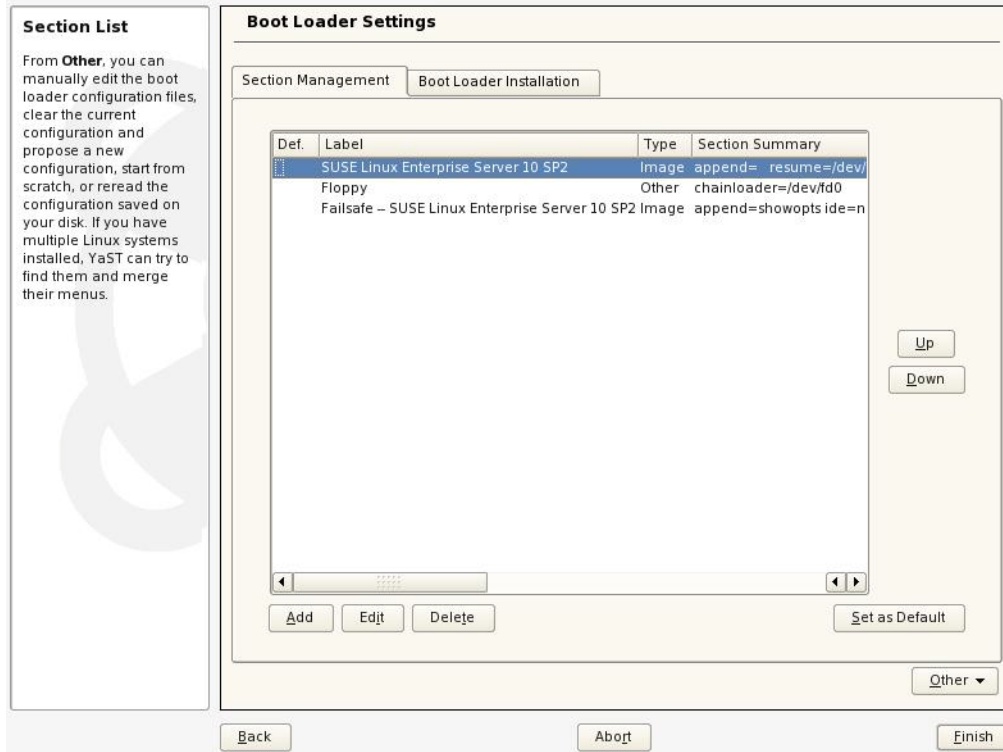 Section List
From Other, you can
manually edit the boot
loader configuration files,
clear the current
configuration and
propose a new
configuration, start from
scratch, or reread the
configuration saved on
your disk. If you have
multiple Linux systems
installed, YaST can try to
find them and merge
their menus.
Boot Loader Settings
Section Management
Boot Loader Installation
Def. Label Type Section Summary
SUSE Linux Enterprise Server 10 SP2 Image append= resume=/dev/
Floppy Other chainloader=/dev/fd0
Failsafe – SUSE Linux Enterprise Server 10 SP2 Image append=showopts ide=n
Up
Down
Add Edit Delete Set as Default
Other
Back Abort Finish